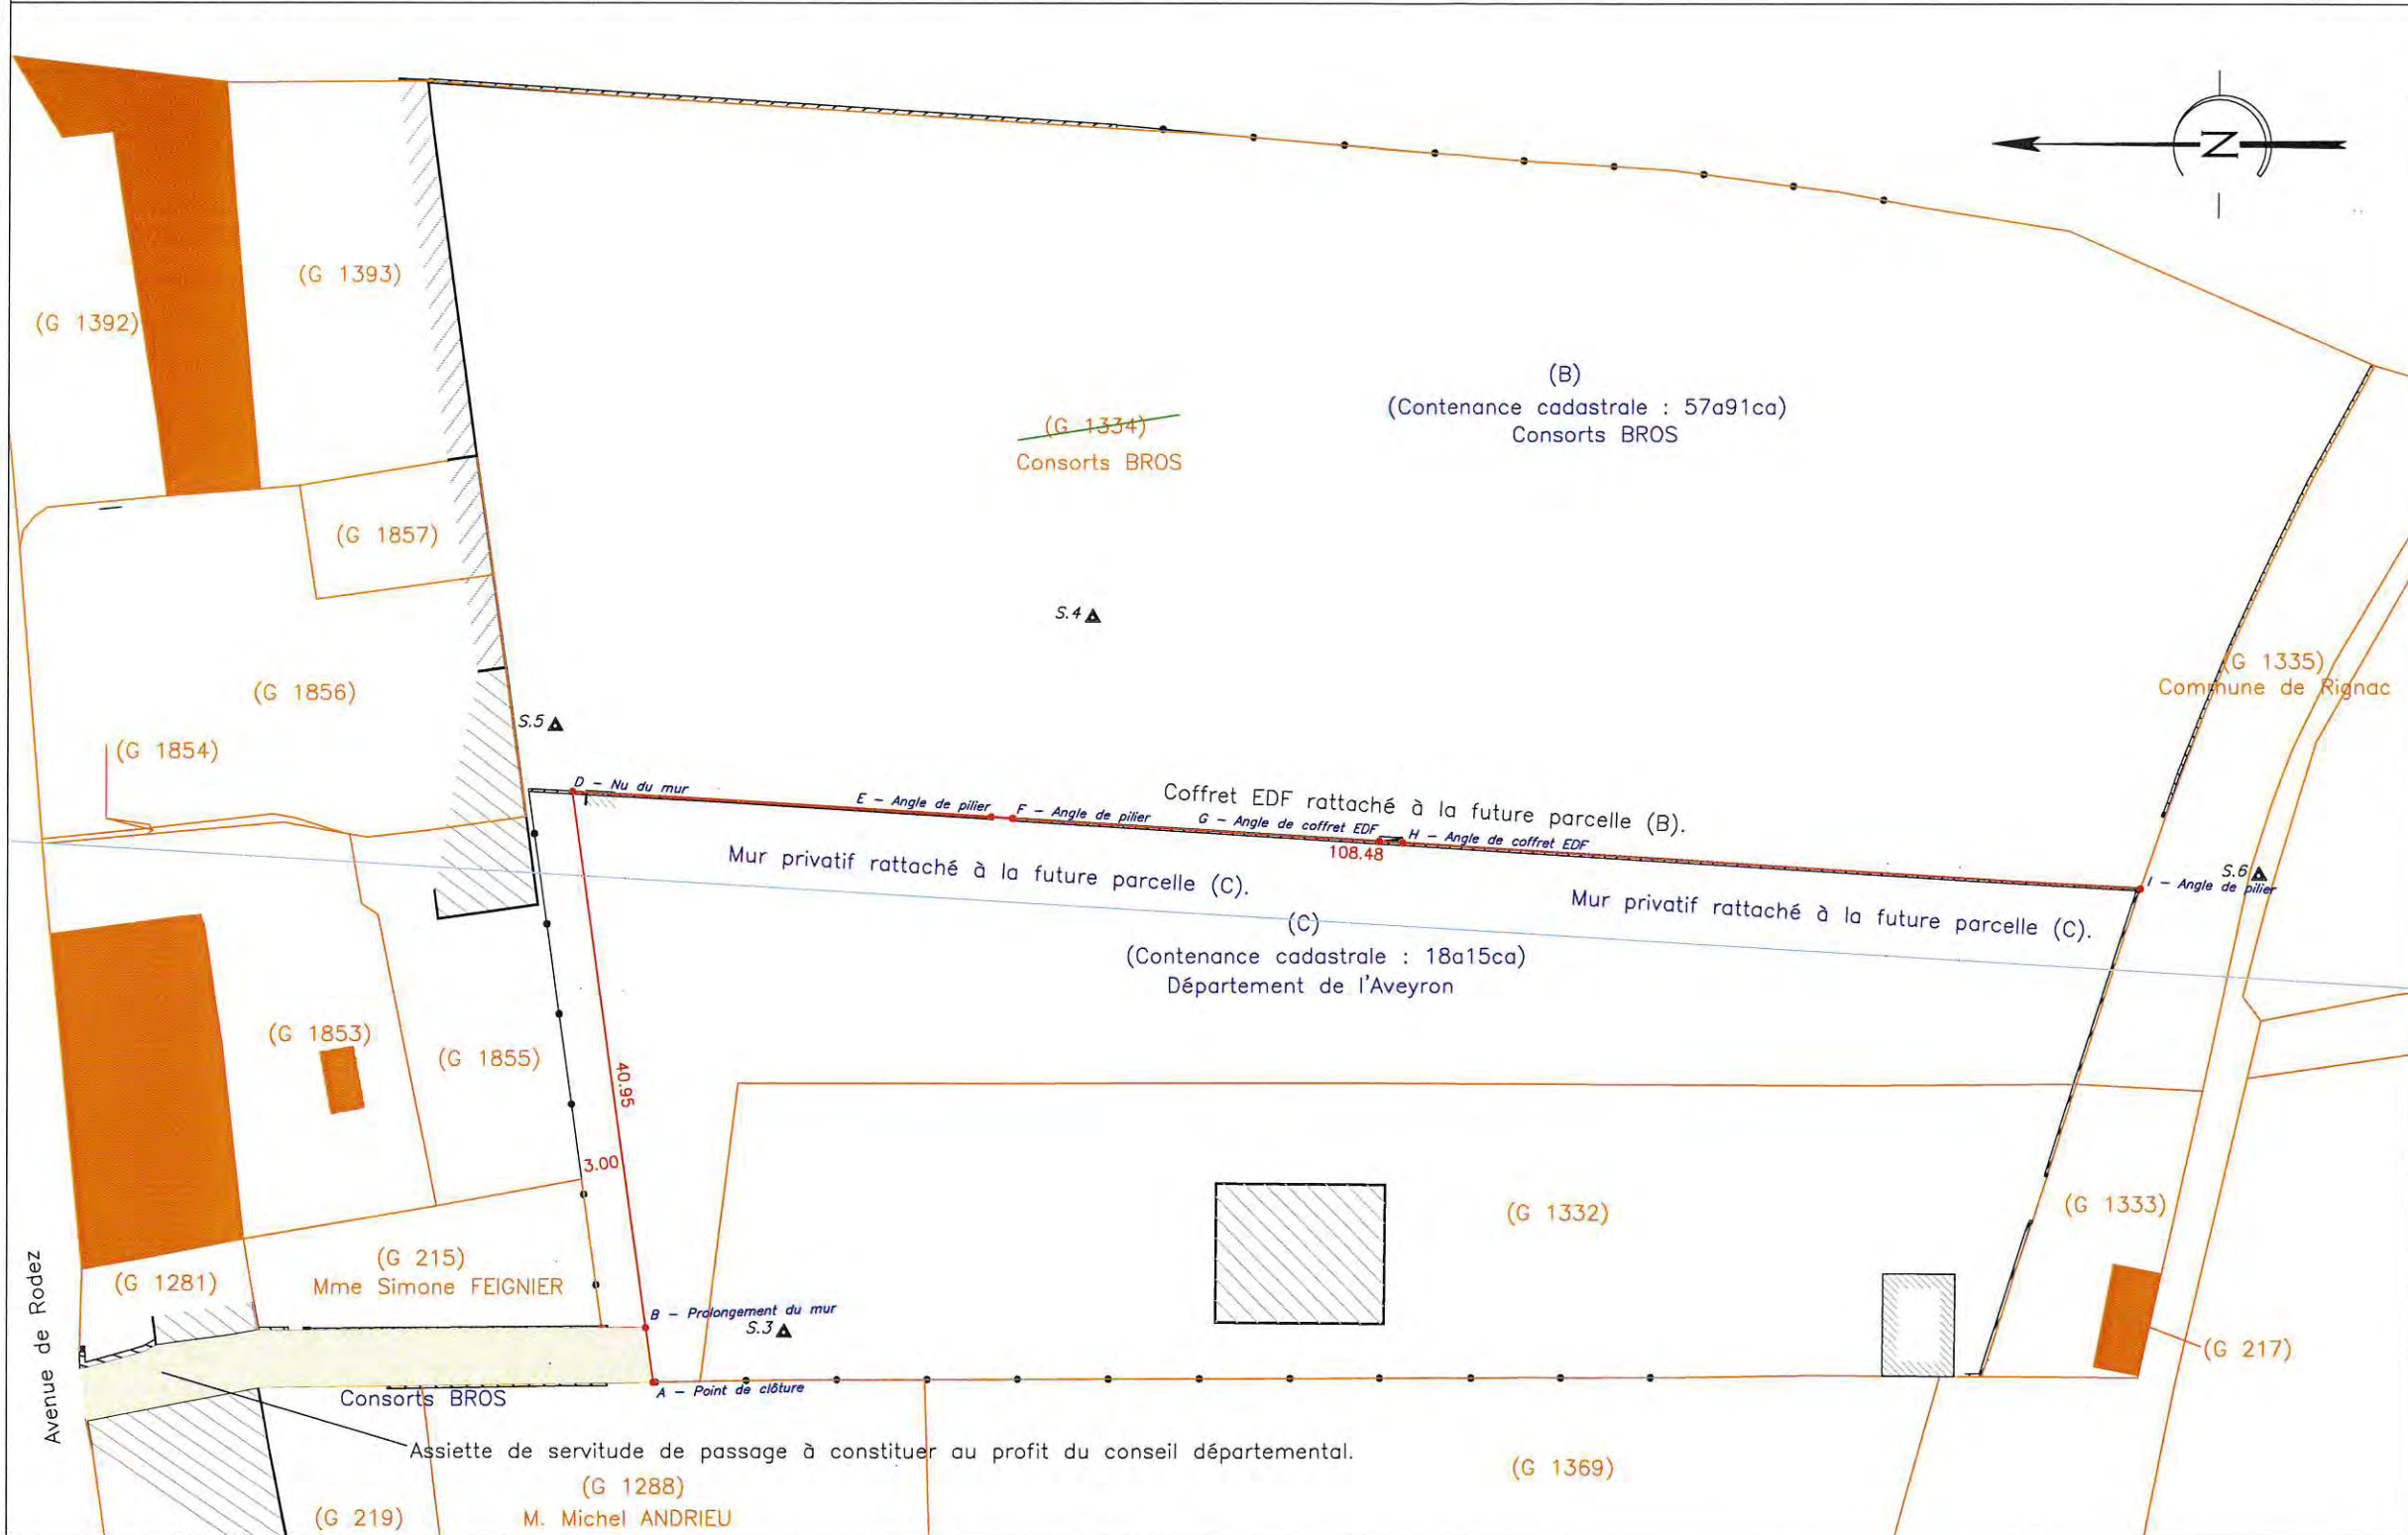 N
(G 1393)
(G 1392)
(B)
(Contenance cadastrale : 57a91ca)
Consorts BROS
(G 1334)
Consorts BROS
(G 1857)
S.4
(G 1335)
Commune de Rignac
(G 1856)
S.5
(G 1854)
D - Nu du mur
E - Angle de pilier
F - Angle de pilier
Coffret EDF rattaché à la future parcelle (B).
G - Angle de coffret EDF
H - Angle de coffret EDF
108.48
Mur privatif rattaché à la future parcelle (C).
S.6
I - Angle de pilier
Mur privatif rattaché à la future parcelle (C).
(C)
(Contenance cadastrale : 18a15ca)
Département de l'Aveyron
(G 1853)
(G 1855)
40.95
3.00
(G 1332)
(G 1333)
(G 215)
Mme Simone FEIGNIER
(G 1281)
Avenue de Rodez
B - Prolongement du mur
S.3
(G 217)
A - Point de clôture
Consorts BROS
Assiette de servitude de passage à constituer au profit du conseil départemental.
(G 1369)
(G 1288)
M. Michel ANDRIEU
(G 219)